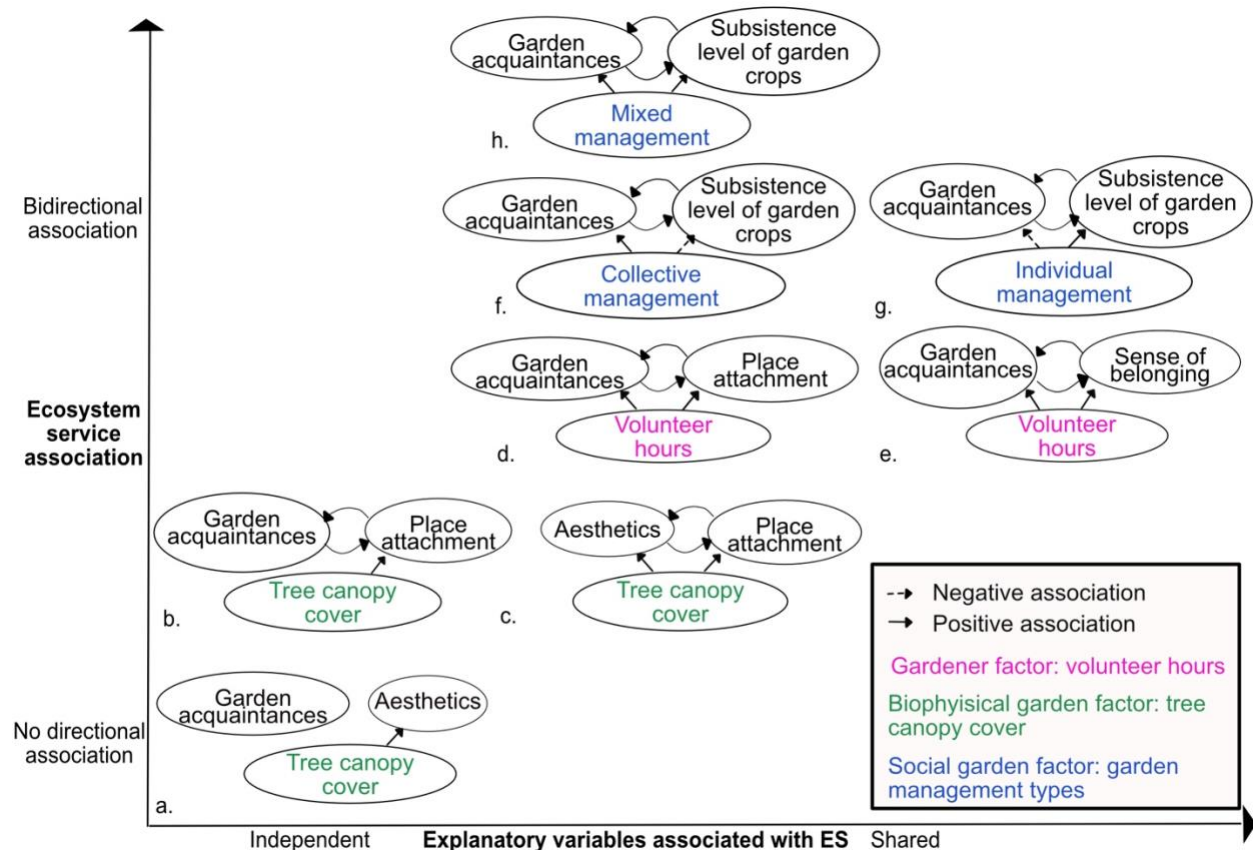 Garden
acquaintances
Subsistence
level of garden
crops
Mixed
management
h.
Bidirectional
association
Garden
acquaintances
Subsistence
level of garden
crops
Collective
management
f.
Garden
acquaintances
Subsistence
level of garden
crops
Individual
management
g.
Ecosystem
service
association
Garden
acquaintances
Place
attachment
Volunteer
hours
d.
Garden
acquaintances
Sense of
belonging
Volunteer
hours
e.
Garden
acquaintances
Place
attachment
Tree canopy
cover
b.
Aesthetics
Place
attachment
Tree canopy
cover
c.
No directional
association
Garden
acquaintances
Aesthetics
Tree canopy
cover
a.
Negative association
Positive association
Gardener factor: volunteer hours
Biophyisical garden factor: tree
canopy cover
Social garden factor: garden
management types
Independent Explanatory variables associated with ES Shared